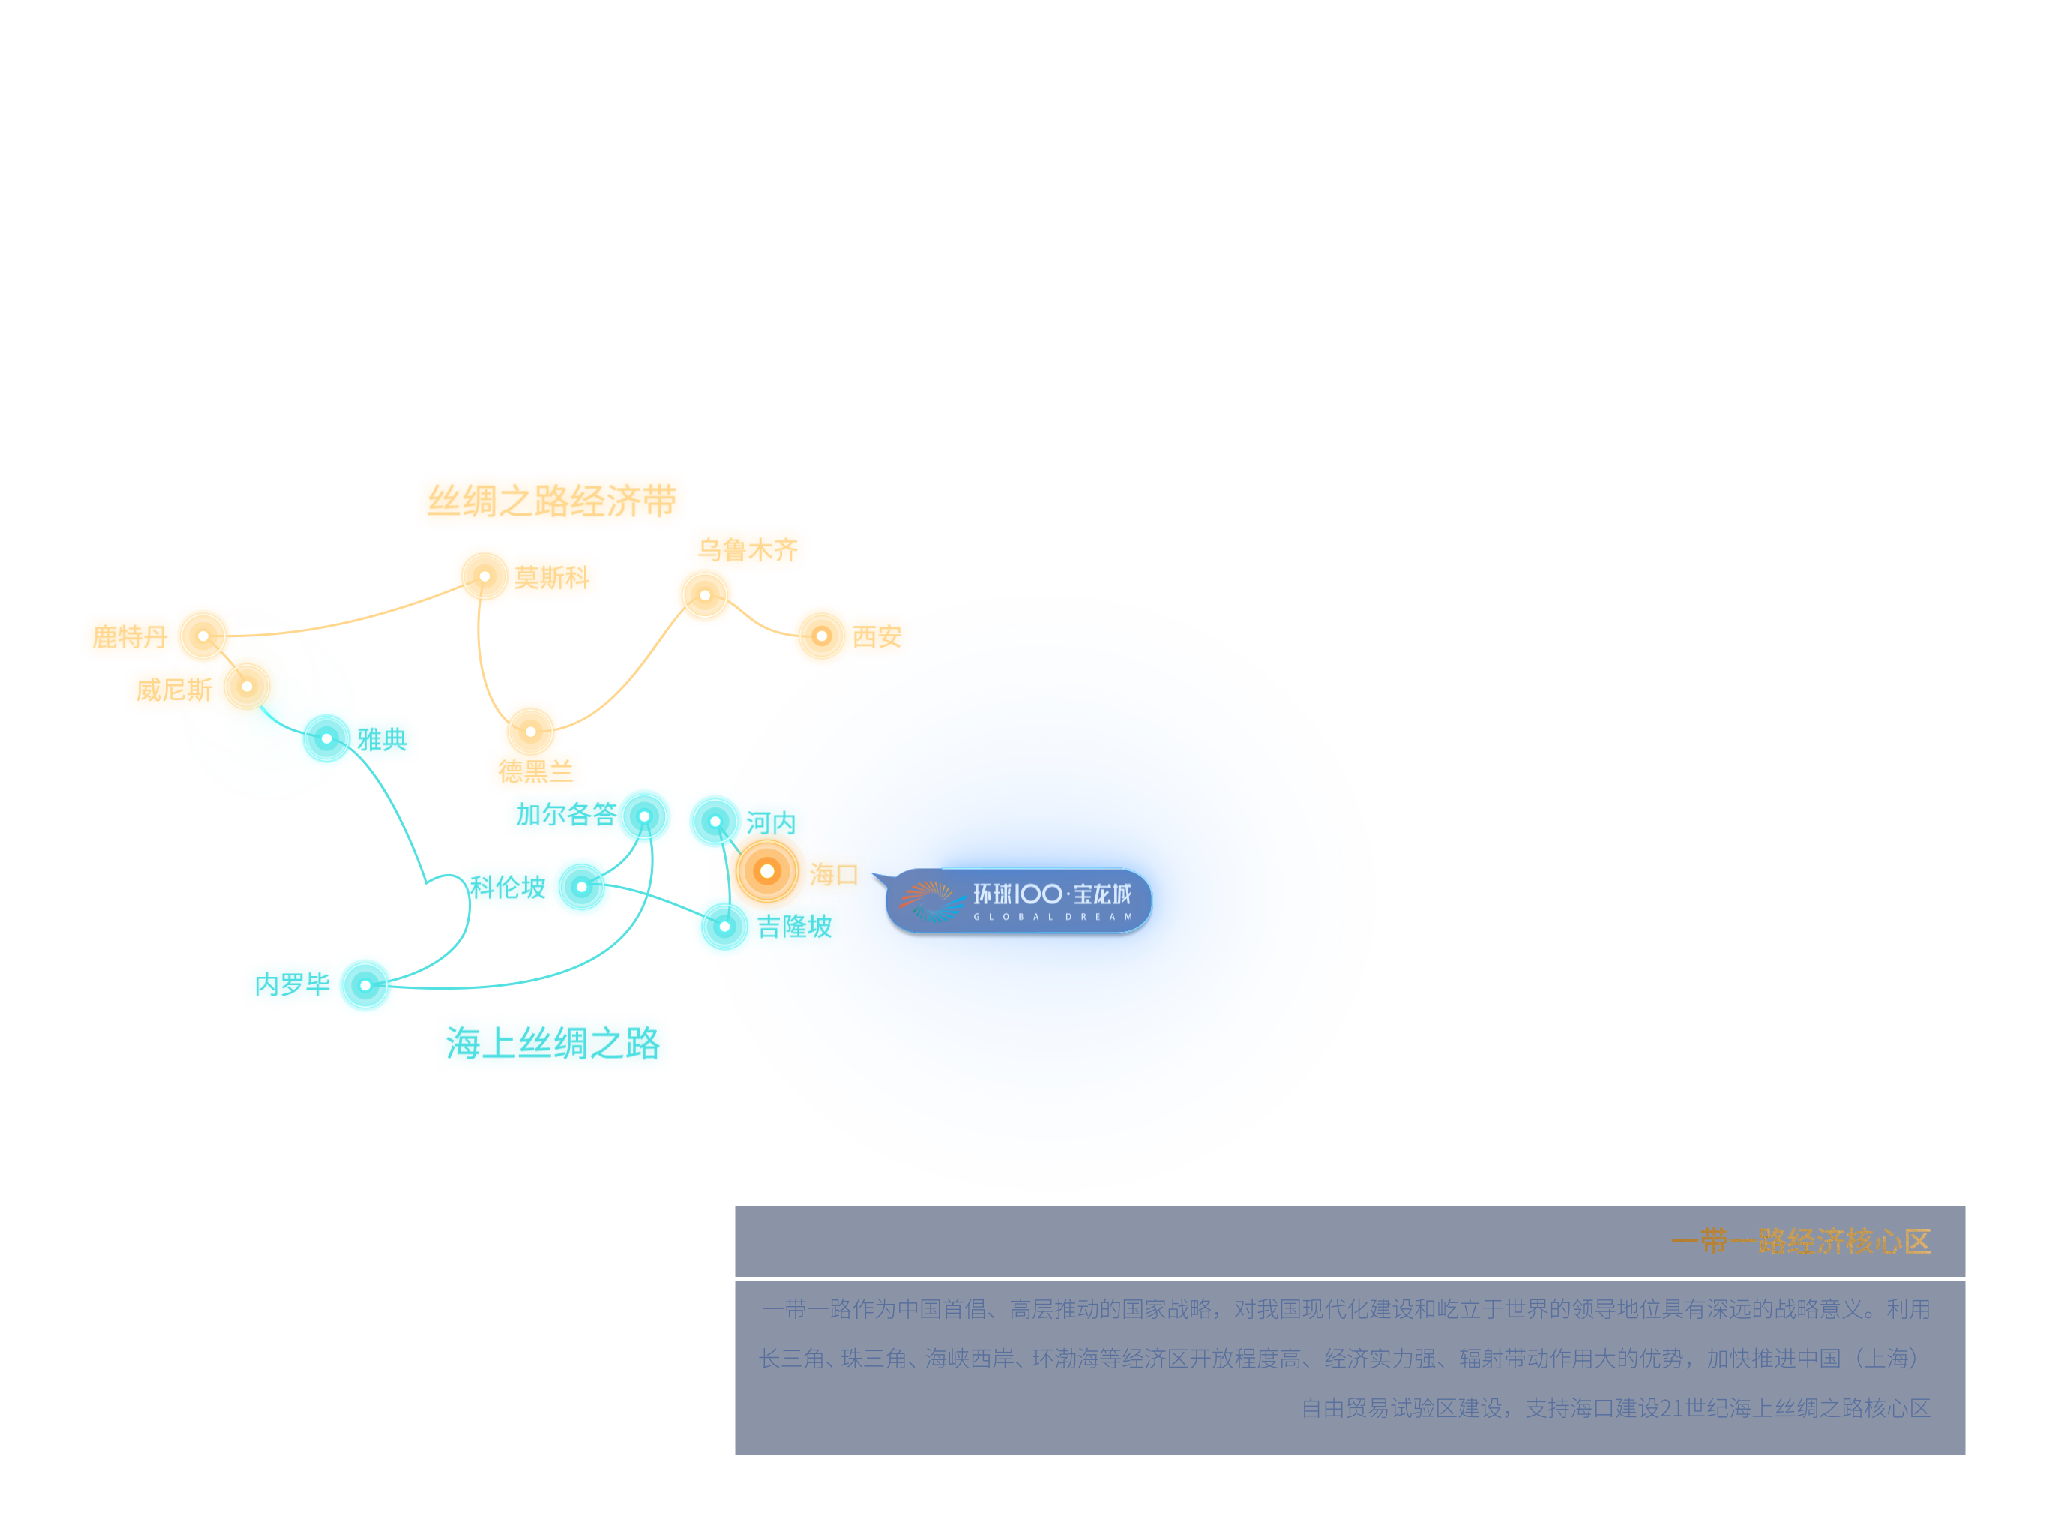 丝绸之路经济带
乌鲁木齐
莫斯科
鹿特丹
西安
威尼斯
雅典
德黑兰
加尔各答
河内
海口
科伦坡
环球100·宝龙城
GLOBAL DREAM
吉隆坡
内罗毕
海上丝绸之路
一带一路经济核心区
一带一路作为中国首倡、高层推动的国家战略，对我国现代化建设和屹立于世界的领导地位具有深远的战略意义。利用
长三角、珠三角、海峡西岸、环渤海等经济区开放程度高、经济实力强、辐射带动作用大的优势，加快推进中国（上海）
自由贸易试验区建设，支持海口建设21世纪海上丝绸之路核心区